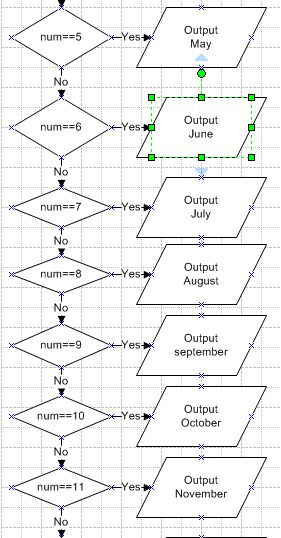 num==5
Yes
Output
May
No
num==6
Yes
Output
June
No
num==7
Yes
Output
July
No
num==8
Yes
Output
August
No
num==9
Yes
Output
september
No
num==10
Yes
Output
October
No
num==11
Yes
Output
November
No